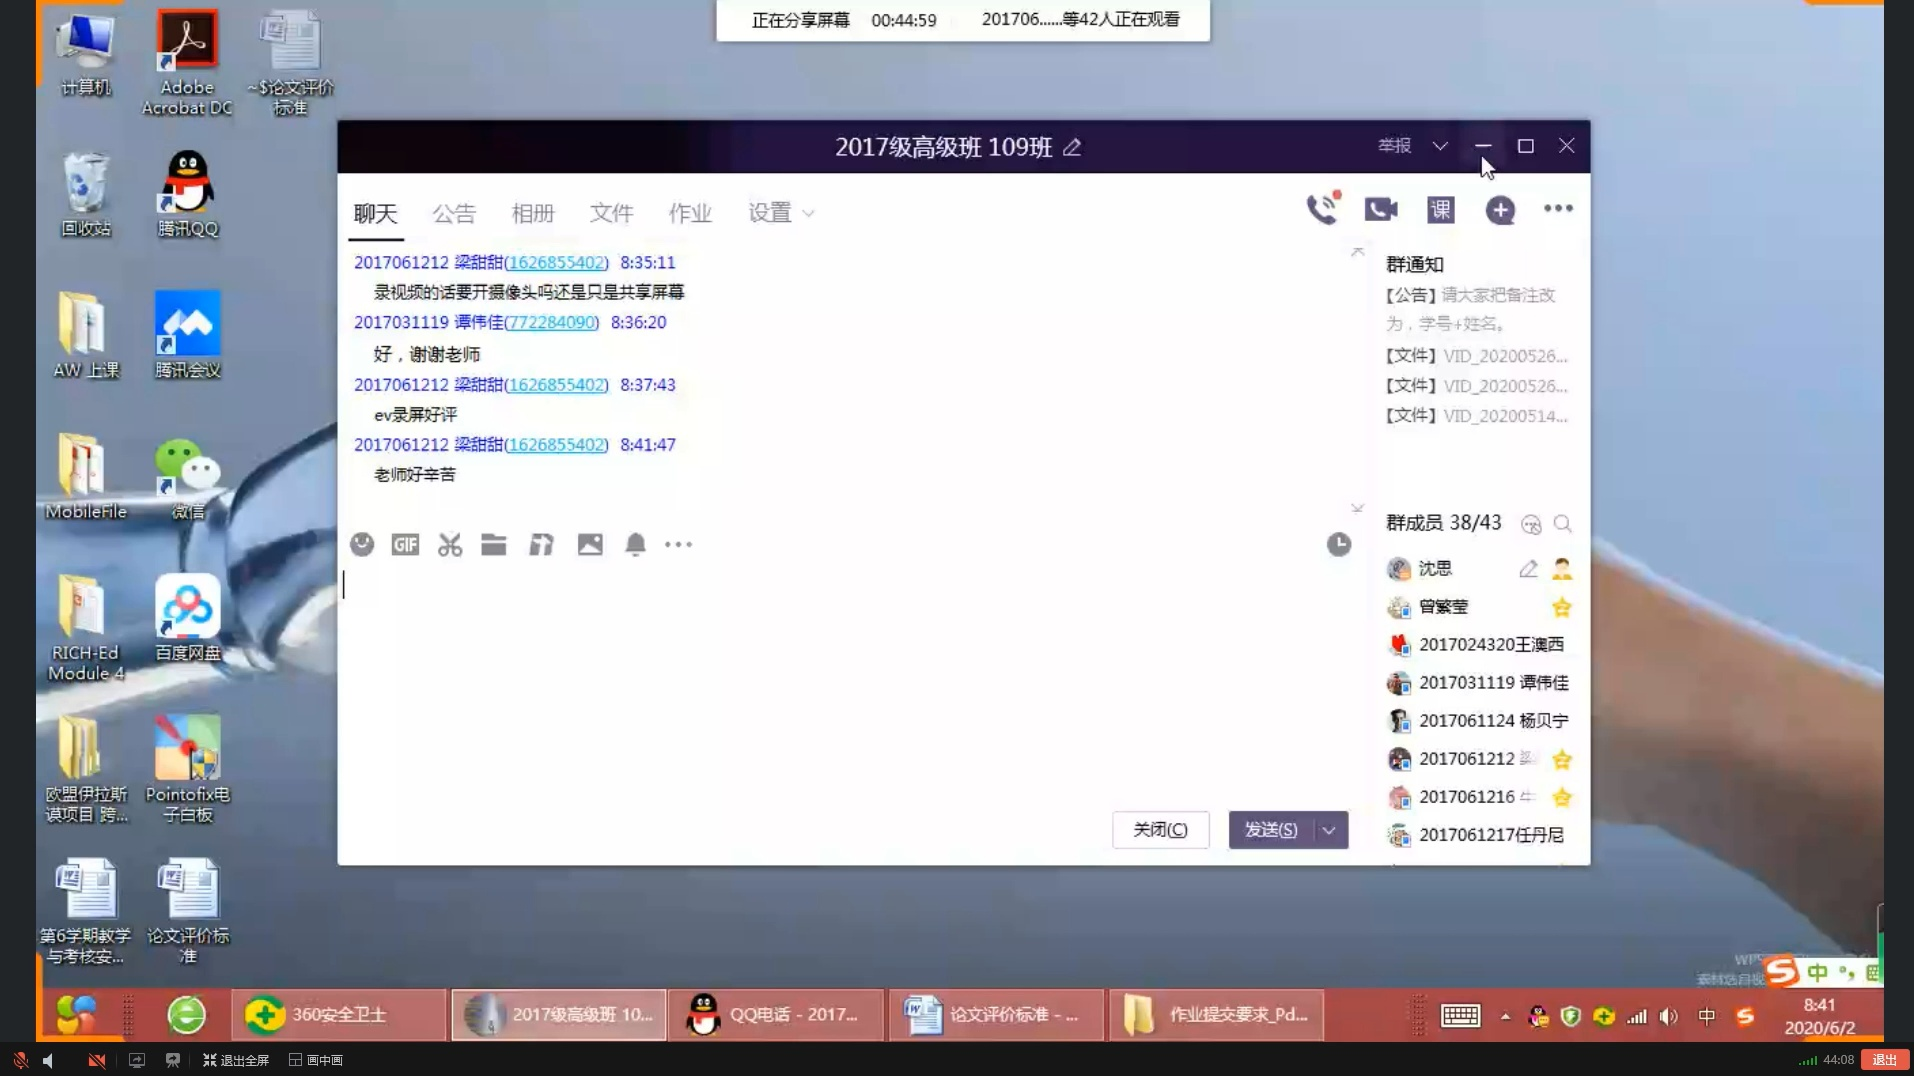 正在分享屏幕 00:44:59 201706......等42人正在观看
计算机
Adobe
Acrobat DC
~$论文评价
标准
回收站
腾讯QQ
AW 上课
腾讯会议
MobileFile
微信
RICH-Ed
Module 4
百度网盘
欧盟伊拉斯
谟项目 跨...
Pointofix电
子白板
第6学期教学
与考核安...
论文评价标
准
2017级高级班 109班
举报
聊天 公告 相册 文件 作业 设置
课
2017061212 梁甜甜(1626855402) 8:35:11
录视频的话要开摄像头吗还是只是共享屏幕
2017031119 谭伟佳(772284090) 8:36:20
好，谢谢老师
2017061212 梁甜甜(1626855402) 8:37:43
ev录屏好评
2017061212 梁甜甜(1626855402) 8:41:47
老师好辛苦
GIF
关闭(C) 发送(S)
群通知
【公告】请大家把备注改
为，学号+姓名。
【文件】VID_20200526...
【文件】VID_20200526...
【文件】VID_20200514...
群成员 38/43
沈思
曾繁莹
2017024320王澳西
2017031119 谭伟佳
2017061124 杨贝宁
2017061212
2017061216
2017061217任丹尼
中
360安全卫士
2017级高级班 10...
QQ电话 - 2017...
论文评价标准 - ...
作业提交要求_Pd...
中
8:41
2020/6/2
退出全屏 画中画
44:08 退出